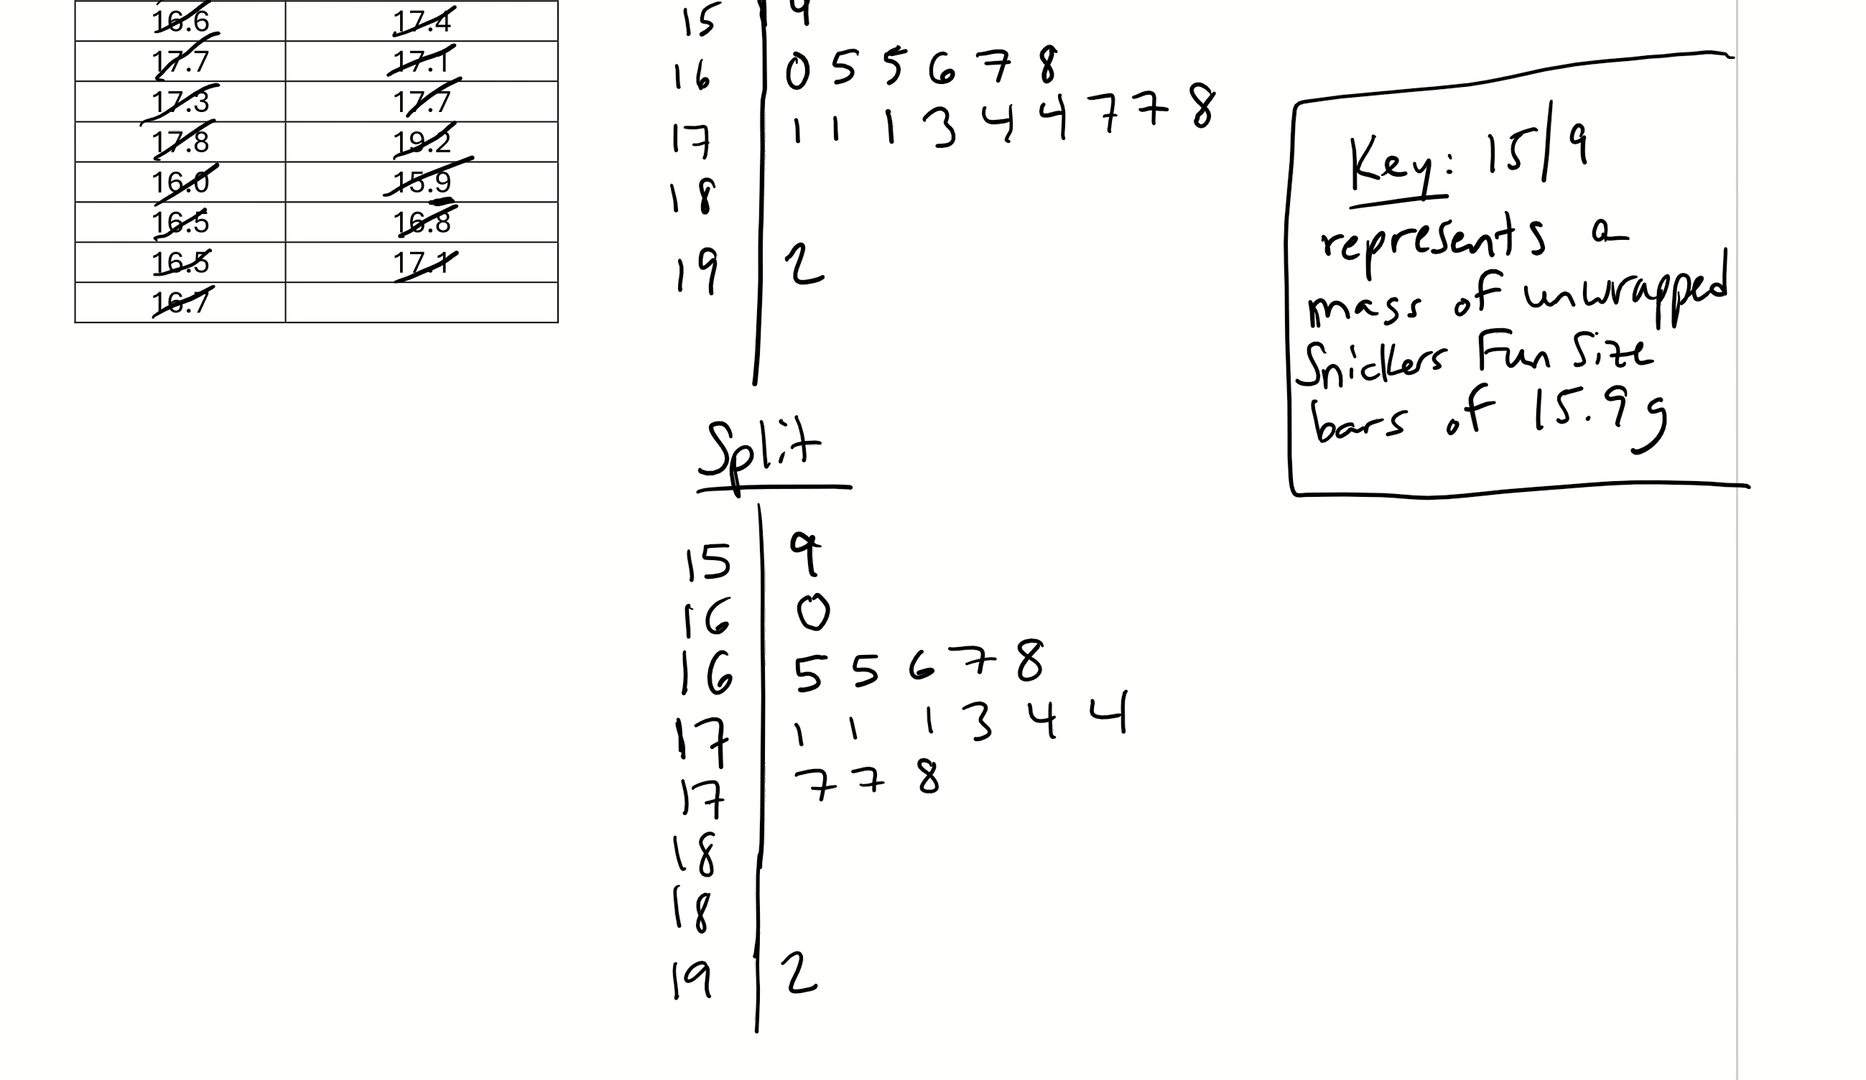 16.6 17.4
17.7 17.1
17.3 17.7
17.8 19.2
16.0 15.9
16.5 16.8
16.5 17.1
16.7
15 | 9
16 | 0 5 5 6 7 8
17 | 1 1 1 3 4 4 7 7 8
18 |
19 | 2
Split
15 | 9
16 | 0
16 | 5 5 6 7 8
17 | 1 1 1 3 4 4
17 | 7 7 8
18 |
18 |
19 | 2
Key: 15/9
represents a
mass of unwrapped
Snickers Fun Size
bars of 15.9g